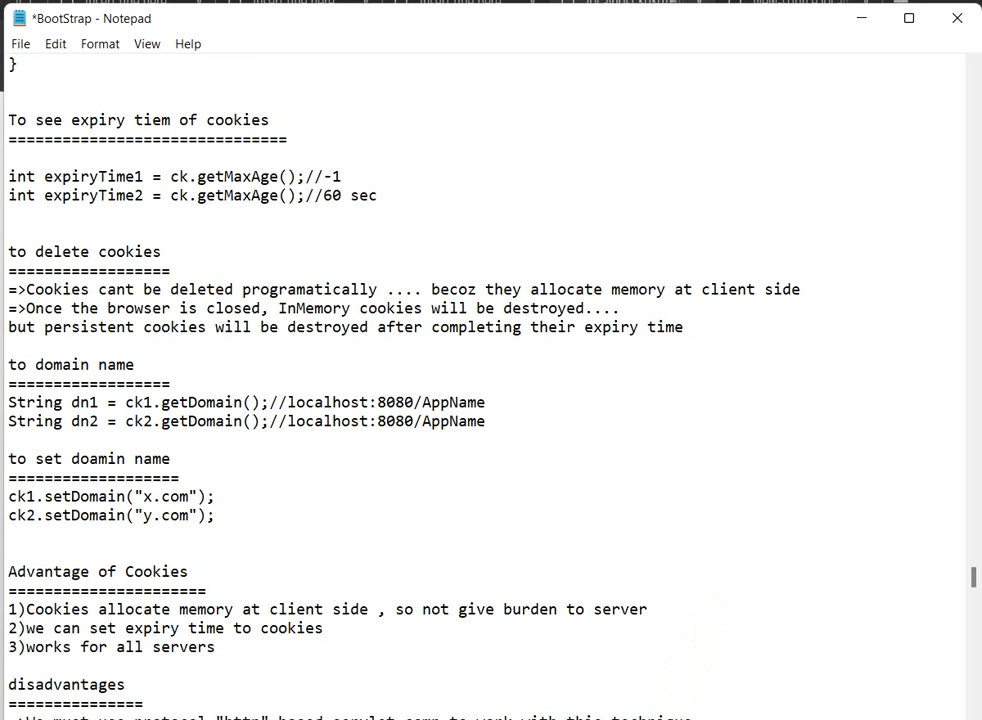 *BootStrap - Notepad
File Edit Format View Help
}
To see expiry tiem of cookies
===============================
int expiryTime1 = ck.getMaxAge();//-1
int expiryTime2 = ck.getMaxAge();//60 sec
to delete cookies
==================
=>Cookies cant be deleted programatically .... becoz they allocate memory at client side
=>Once the browser is closed, InMemory cookies will be destroyed....
but persistent cookies will be destroyed after completing their expiry time
to domain name
==================
String dn1 = ck1.getDomain();//localhost:8080/AppName
String dn2 = ck2.getDomain();//localhost:8080/AppName
to set doamin name
===================
ck1.setDomain("x.com");
ck2.setDomain("y.com");
Advantage of Cookies
======================
1)Cookies allocate memory at client side , so not give burden to server
2)we can set expiry time to cookies
3)works for all servers
disadvantages
===============